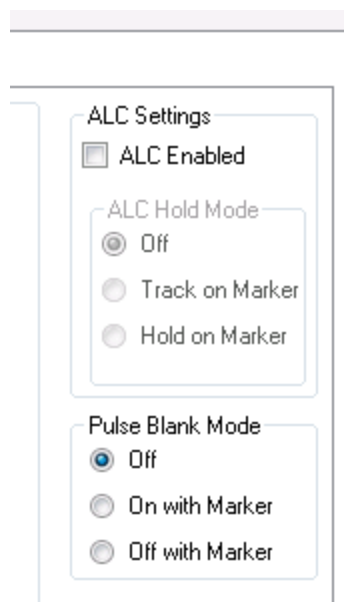 ALC Settings
ALC Enabled
ALC Hold Mode
Off
Track on Marker
Hold on Marker
Pulse Blank Mode
Off
On with Marker
Off with Marker